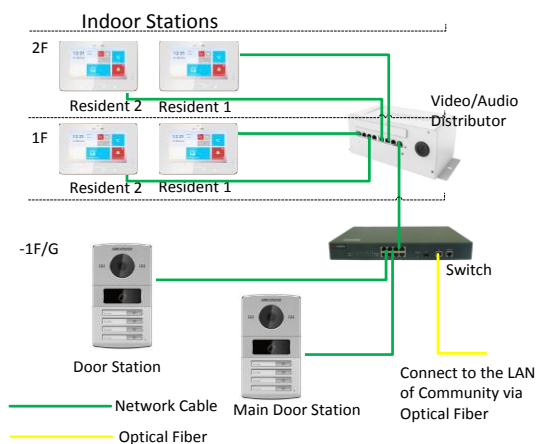 Indoor Stations
2F
Resident 2
Resident 1
Video/Audio
Distributor
1F
Resident 2
Resident 1
-1F/G
Switch
Door Station
Main Door Station
Connect to the LAN
of Community via
Optical Fiber
Network Cable
Optical Fiber